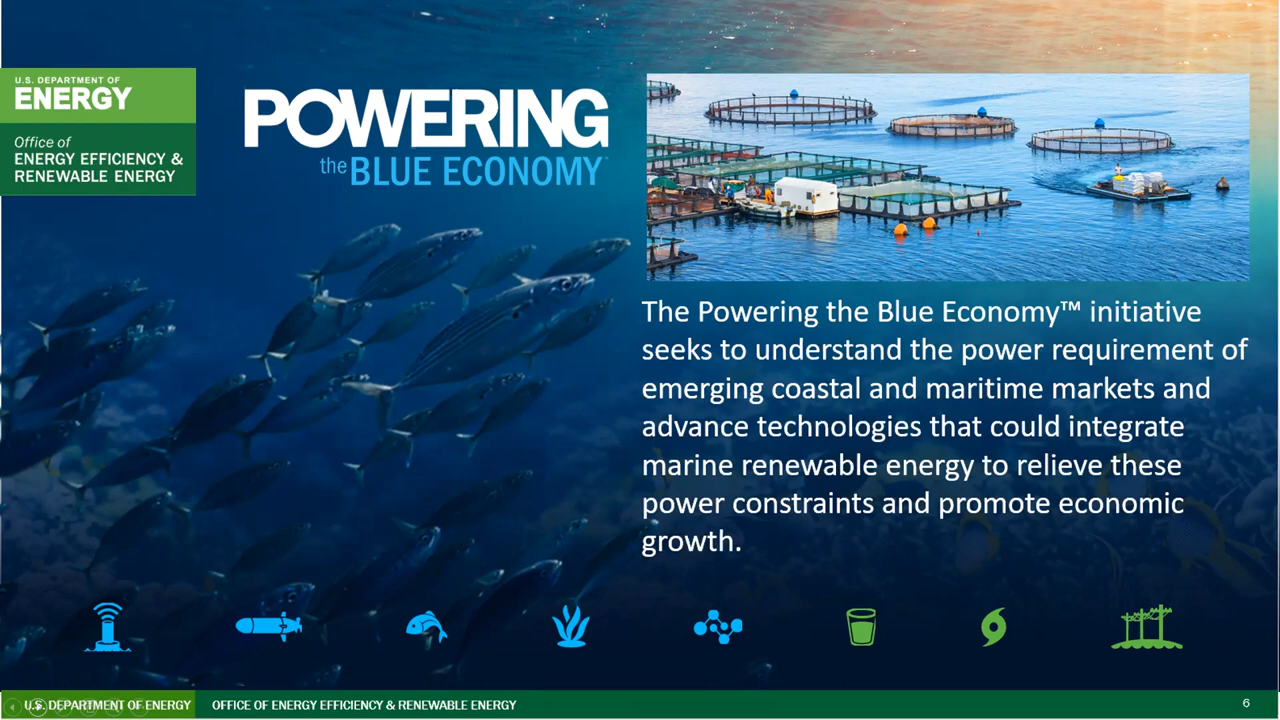 U.S. DEPARTMENT OF
ENERGY
Office of
ENERGY EFFICIENCY &
RENEWABLE ENERGY
POWERING
the BLUE ECONOMY™
The Powering the Blue Economy™ initiative
seeks to understand the power requirement of
emerging coastal and maritime markets and
advance technologies that could integrate
marine renewable energy to relieve these
power constraints and promote economic
growth.
U.S. DEPARTMENT OF ENERGY
OFFICE OF ENERGY EFFICIENCY & RENEWABLE ENERGY
6